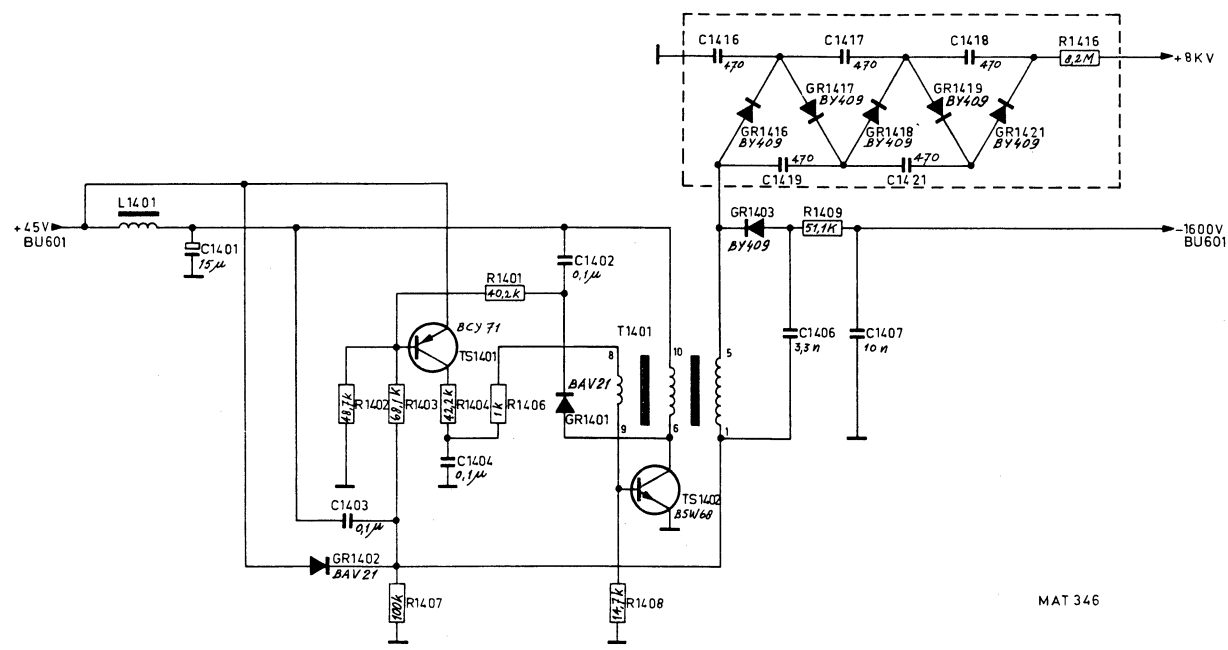 C1416
470
C1417
470
C1418
470
R1416
8,2M
+8KV
GR1416
BY409
GR1417
BY409
GR1418
BY409
GR1419
BY409
GR1421
BY409
470
C1419
470
C1421
+45V
BU601
L1401
C1401
15µ
C1402
0,1µ
R1401
40,2K
GR1403
BY409
R1409
51,1K
-1600V
BU601
C1406
3,3n
C1407
10n
BCY71
TS1401
T1401
8
10
5
9
6
1
BAV21
GR1401
R1402
48,7K
R1403
68,1K
R1404
42,2K
R1406
1K
C1404
0,1µ
TS1402
BSW68
C1403
0,1µ
GR1402
BAV21
R1407
100K
R1408
14,7K
MAT 346